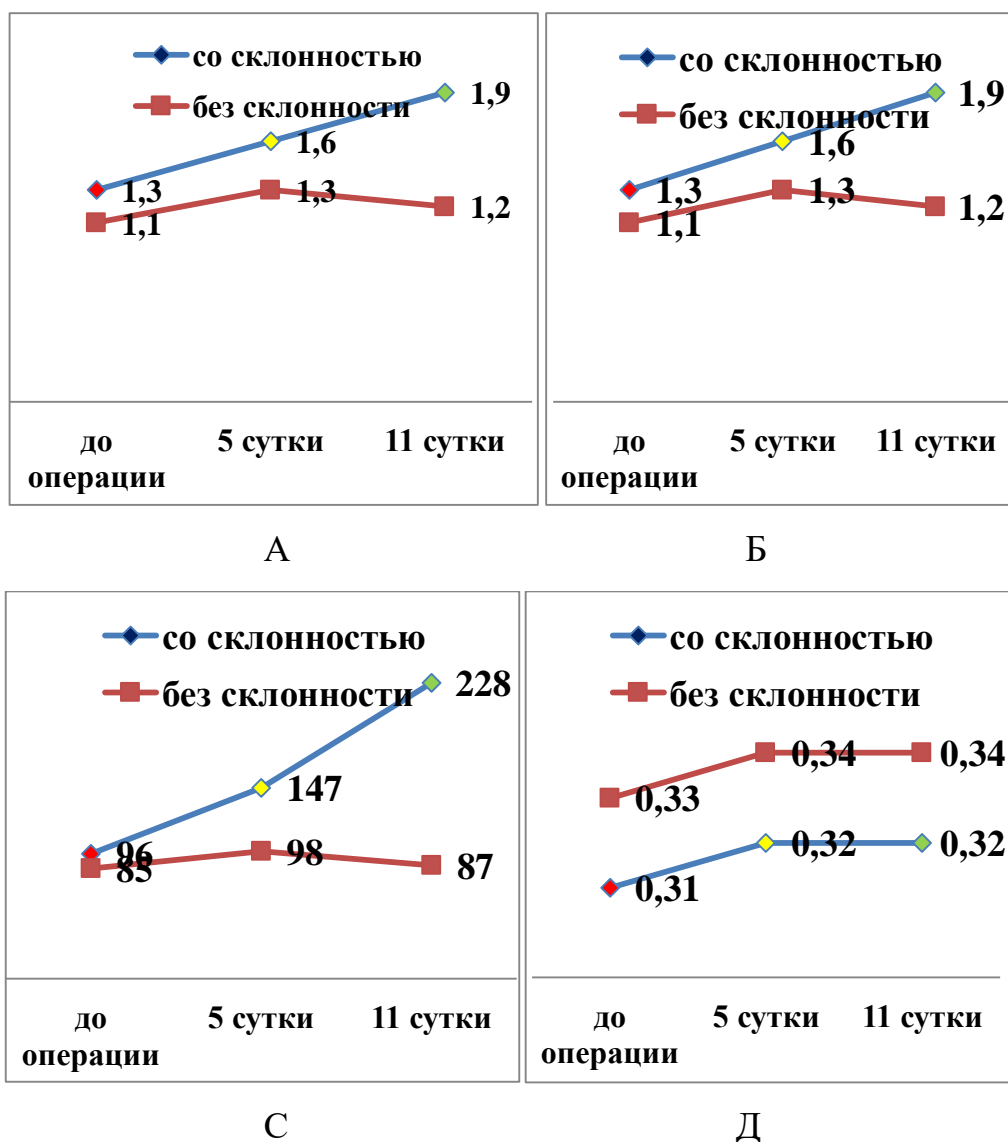 со склонностью
без склонности
1,9
1,6
1,3
1,3
1,2
1,1
до операции
5 сутки
11 сутки
А
со склонностью
без склонности
1,9
1,6
1,3
1,3
1,2
1,1
до операции
5 сутки
11 сутки
Б
со склонностью
без склонности
228
147
96
98
87
85
до операции
5 сутки
11 сутки
С
со склонностью
без склонности
0,34
0,34
0,33
0,32
0,32
0,31
до операции
5 сутки
11 сутки
Д